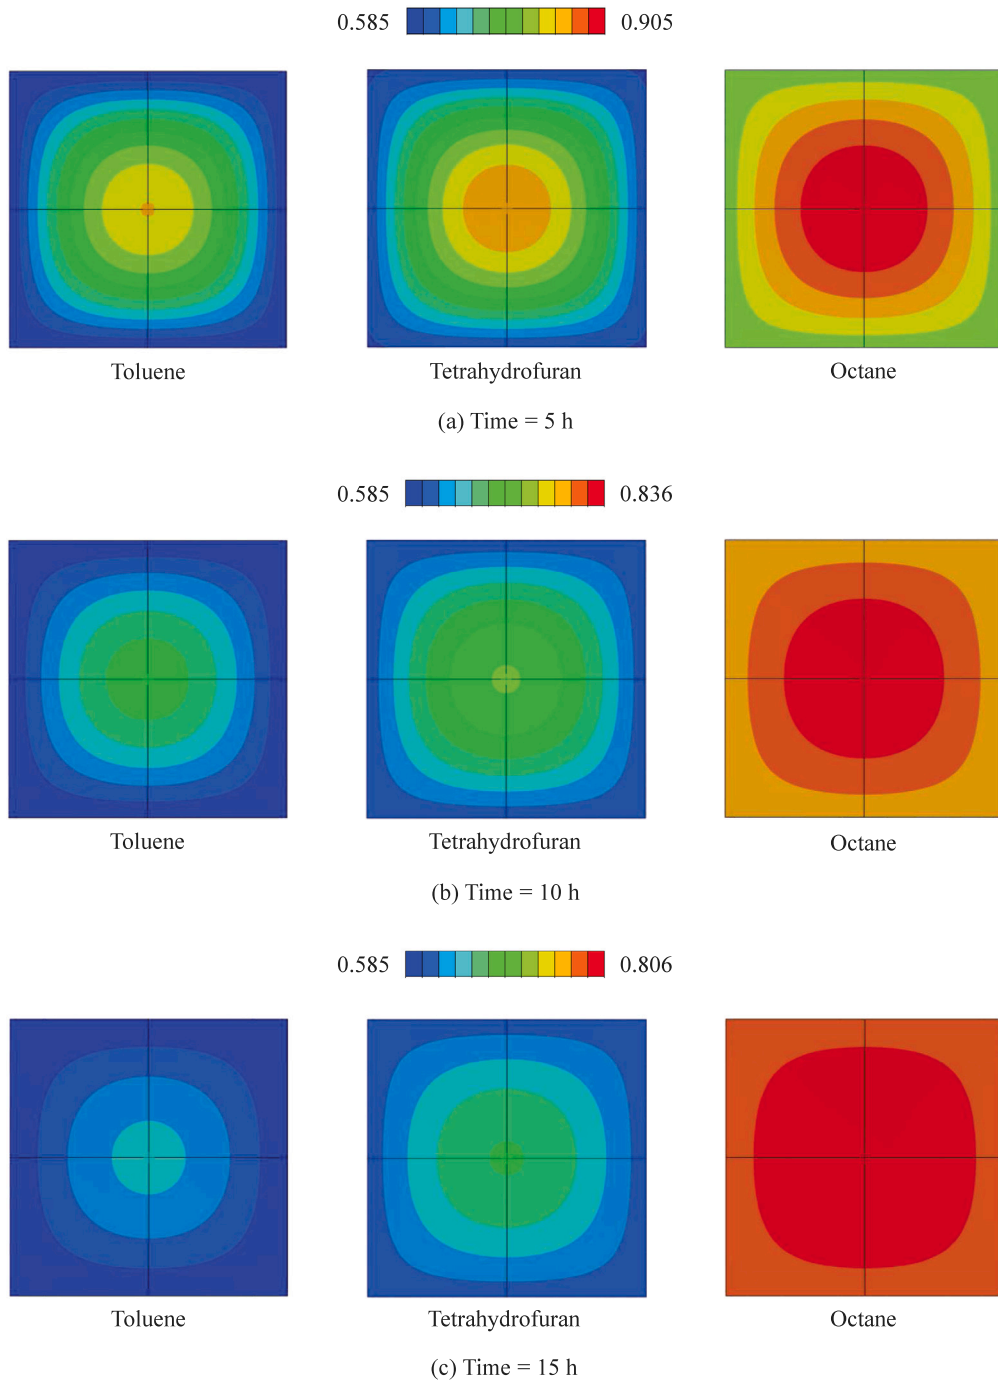 0.585 0.905
Toluene Tetrahydrofuran Octane
(a) Time = 5 h
0.585 0.836
Toluene Tetrahydrofuran Octane
(b) Time = 10 h
0.585 0.806
Toluene Tetrahydrofuran Octane
(c) Time = 15 h